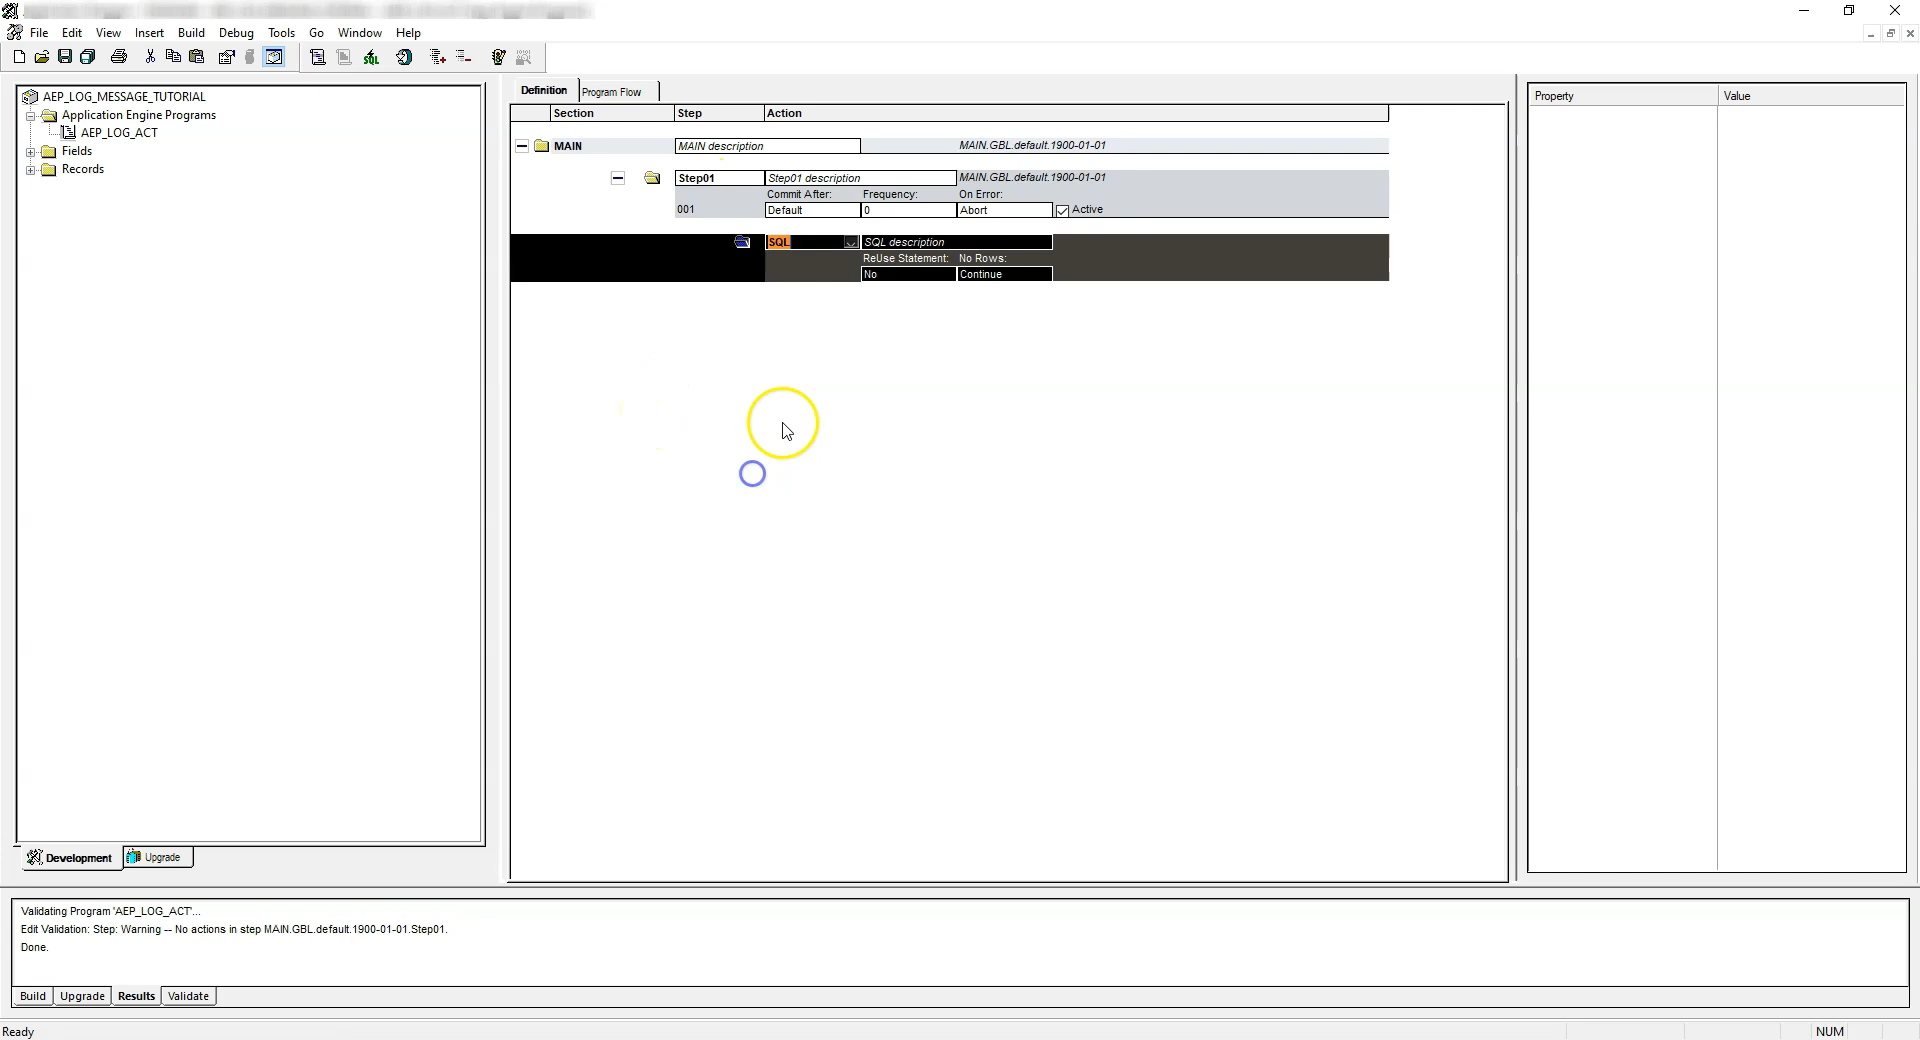 File Edit View Insert Build Debug Tools Go Window Help
SQL
AEP_LOG_MESSAGE_TUTORIAL
Application Engine Programs
AEP_LOG_ACT
Fields
Records
Development Upgrade
Definition Program Flow
Section Step Action
MAIN MAIN description MAIN.GBL.default.1900-01-01
Step01 Step01 description MAIN.GBL.default.1900-01-01
Commit After: Frequency: On Error:
001 Default 0 Abort Active
SQL SQL description
ReUse Statement: No Rows:
No Continue
Property Value
Validating Program 'AEP_LOG_ACT'...
Edit Validation: Step: Warning -- No actions in step MAIN.GBL.default.1900-01-01.Step01.
Done.
Build Upgrade Results Validate
Ready NUM